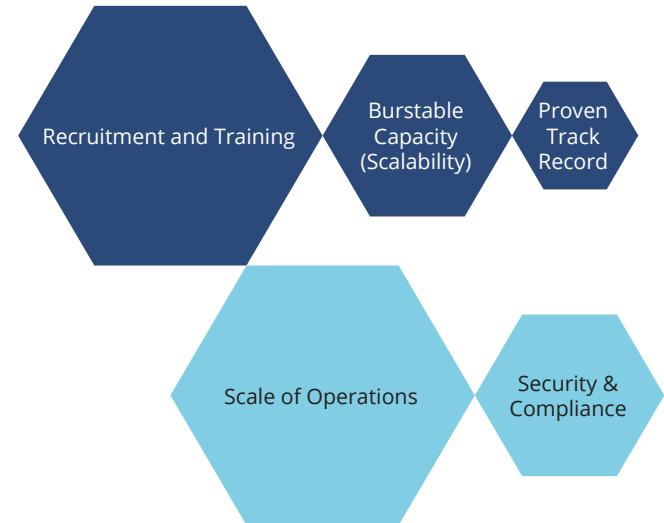 Recruitment and Training
Burstable
Capacity
(Scalability)
Proven
Track
Record
Scale of Operations
Security &
Compliance